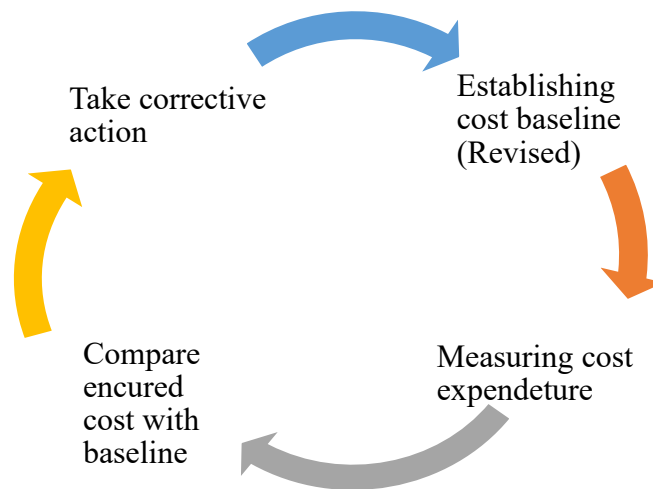 Take corrective
action
Establishing
cost baseline
(Revised)
Measuring cost
expendeture
Compare
encured
cost with
baseline